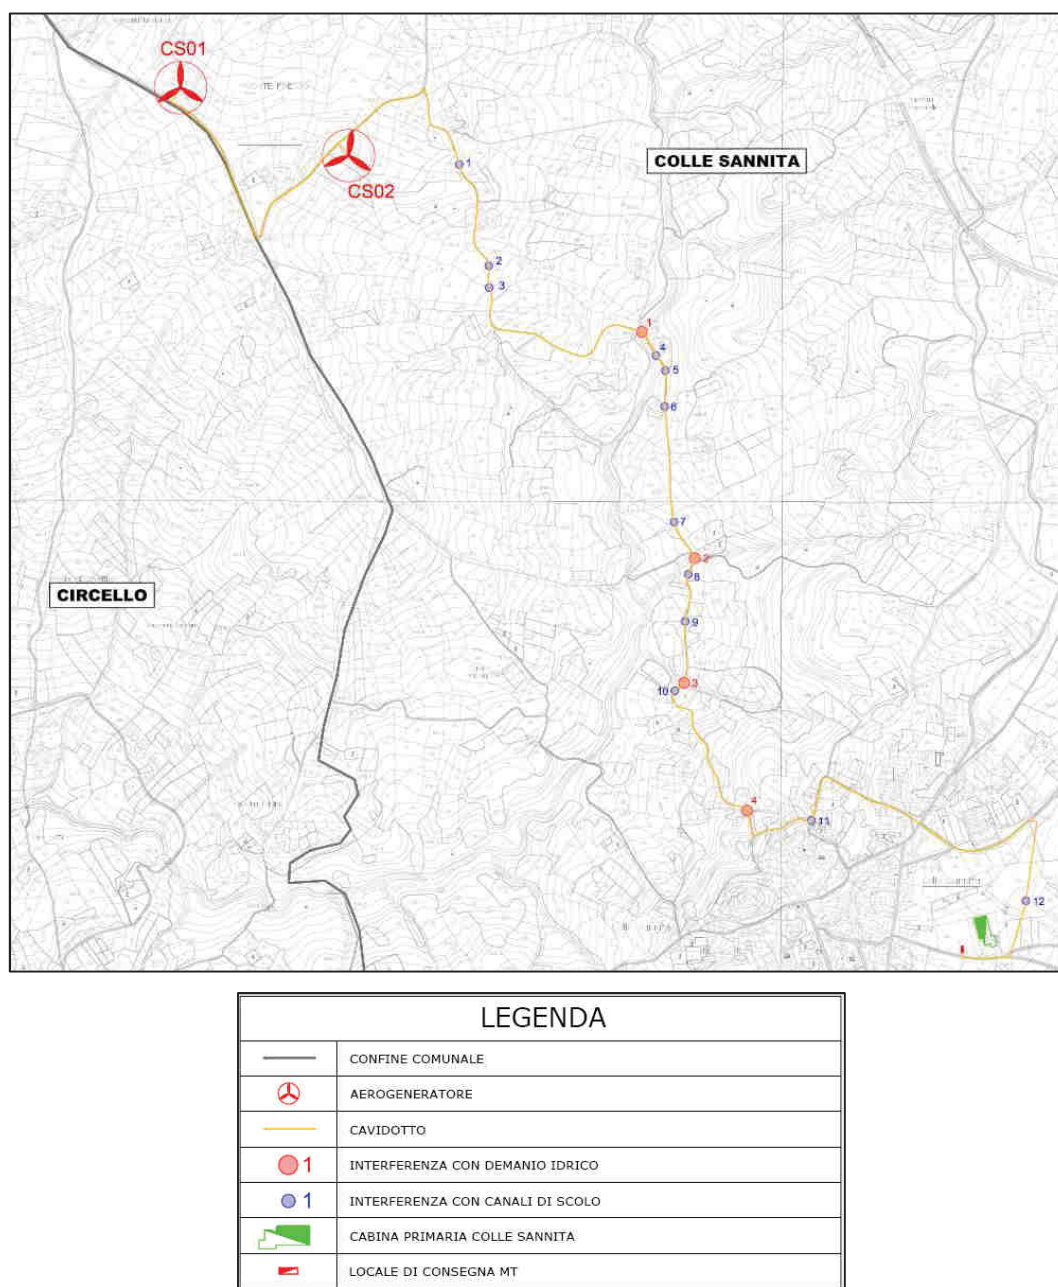 CS01
CS02
COLLE SANNITA
1
2
3
1
4
5
6
7
2
8
CIRCELLO
9
3
10
4
11
12
LEGENDA
CONFINE COMUNALE
AEROGENERATORE
CAVIDOTTO
1 INTERFERENZA CON DEMANIO IDRICO
1 INTERFERENZA CON CANALI DI SCOLO
CABINA PRIMARIA COLLE SANNITA
LOCALE DI CONSEGNA MT